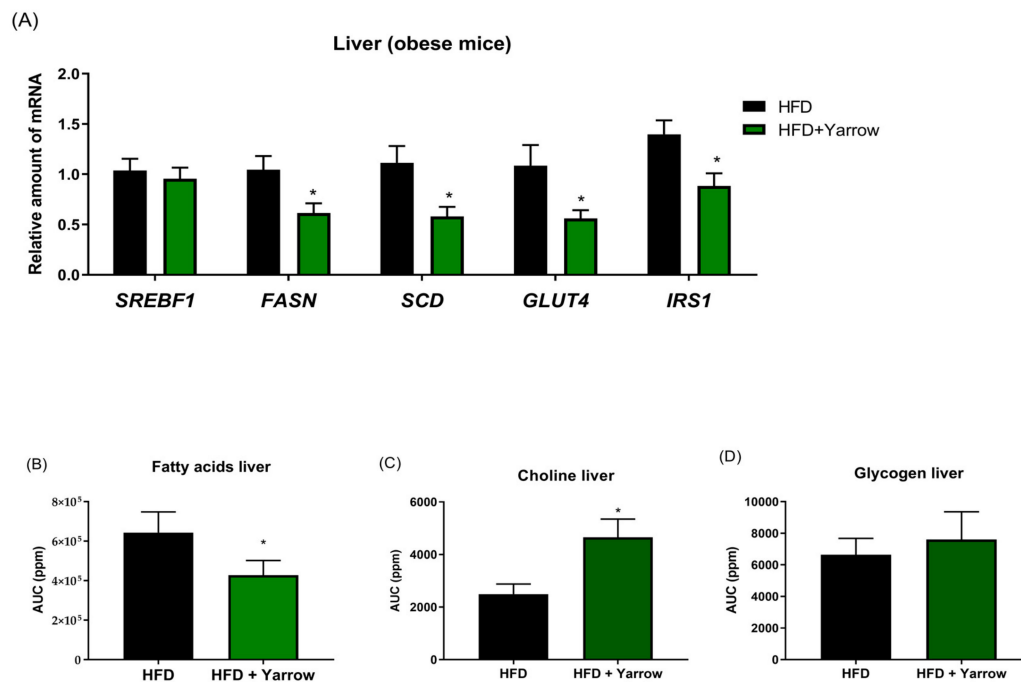 (A)
Liver (obese mice)
Relative amount of mRNA
2.0
1.5
1.0
0.5
0.0
HFD
HFD+Yarrow
* * * *
SREBF1 FASN SCD GLUT4 IRS1
(B)
Fatty acids liver
AUC (ppm)
8×10⁵
6×10⁵
4×10⁵
2×10⁵
0
*
HFD HFD + Yarrow
(C)
Choline liver
AUC (ppm)
6000
4000
2000
0
*
HFD HFD + Yarrow
(D)
Glycogen liver
AUC (ppm)
10000
8000
6000
4000
2000
0
HFD HFD + Yarrow